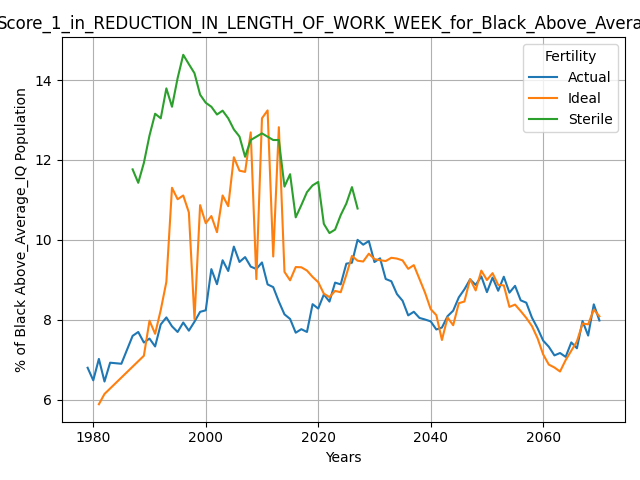 Score_1_in_REDUCTION_IN_LENGTH_OF_WORK_WEEK_for_Black_Above_Avera
Fertility
Actual
Ideal
Sterile
% of Black Above_Average_IQ Population
14
12
10
8
6
1980 2000 2020 2040 2060
Years